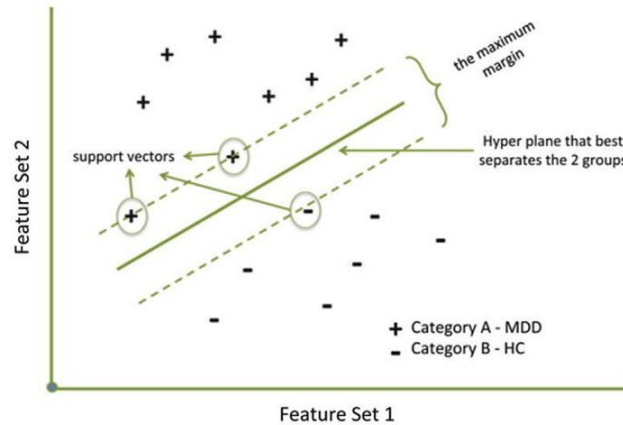 the maximum
margin
support vectors
Hyper plane that best
separates the 2 groups
Feature Set 2
+ Category A - MDD
- Category B - HC
Feature Set 1